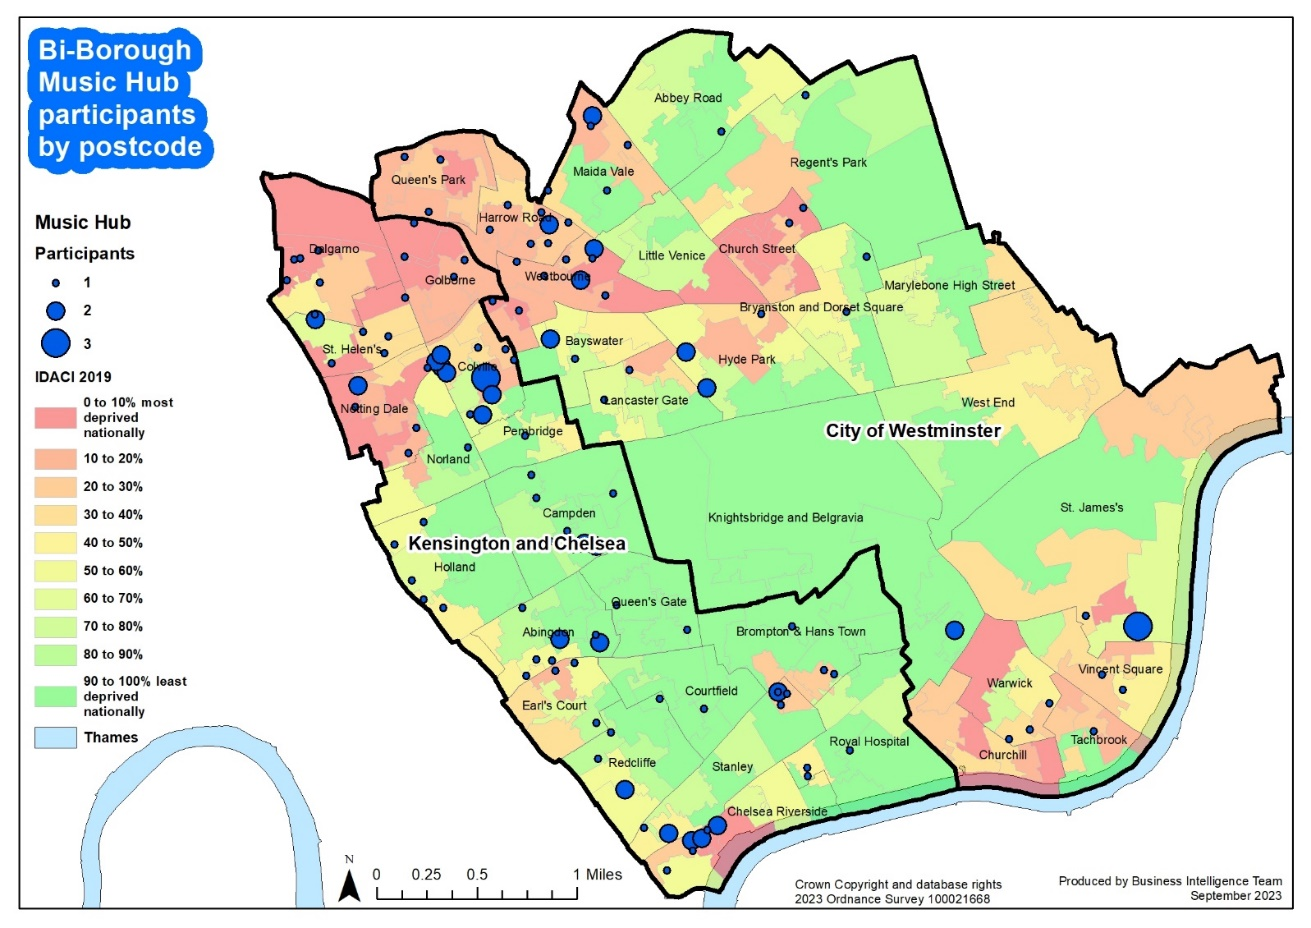 Bi-Borough
Music Hub
participants
by postcode
Music Hub
Participants
1
2
3
IDACI 2019
0 to 10% most
deprived
nationally
10 to 20%
20 to 30%
30 to 40%
40 to 50%
50 to 60%
60 to 70%
70 to 80%
80 to 90%
90 to 100% least
deprived
nationally
Thames
Abbey Road
Regent's Park
Maida Vale
Queen's Park
Harrow Road
Dalgarno
Golborne
Westbourne
Little Venice
Church Street
Marylebone High Street
Bryanston and Dorset Square
Bayswater
Hyde Park
St. Helen's
Colville
Lancaster Gate
West End
Notting Dale
Pembridge
City of Westminster
Norland
Campden
Knightsbridge and Belgravia
St. James's
Kensington and Chelsea
Holland
Queen's Gate
Abingdon
Brompton & Hans Town
Vincent Square
Warwick
Courtfield
Earl's Court
Royal Hospital
Tachbrook
Churchill
Redcliffe
Stanley
Chelsea Riverside
N
0 0.25 0.5 1 Miles
Crown Copyright and database rights
2023 Ordnance Survey 100021668
Produced by Business Intelligence Team
September 2023